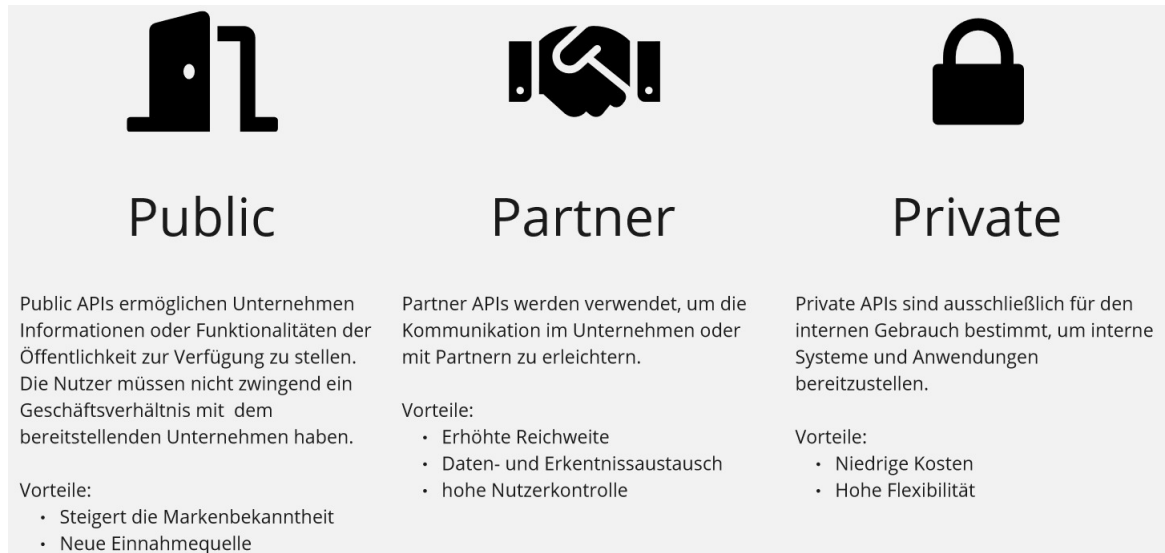 Public
Public APIs ermöglichen Unternehmen
Informationen oder Funktionalitäten der
Öffentlichkeit zur Verfügung zu stellen.
Die Nutzer müssen nicht zwingend ein
Geschäftsverhältnis mit  dem
bereitstellenden Unternehmen haben.
Vorteile:
• Steigert die Markenbekanntheit
• Neue Einnahmequelle
Partner
Partner APIs werden verwendet, um die
Kommunikation im Unternehmen oder
mit Partnern zu erleichtern.
Vorteile:
• Erhöhte Reichweite
• Daten- und Erkentnissaustausch
• hohe Nutzerkontrolle
Private
Private APIs sind ausschließlich für den
internen Gebrauch bestimmt, um interne
Systeme und Anwendungen
bereitzustellen.
Vorteile:
• Niedrige Kosten
• Hohe Flexibilität